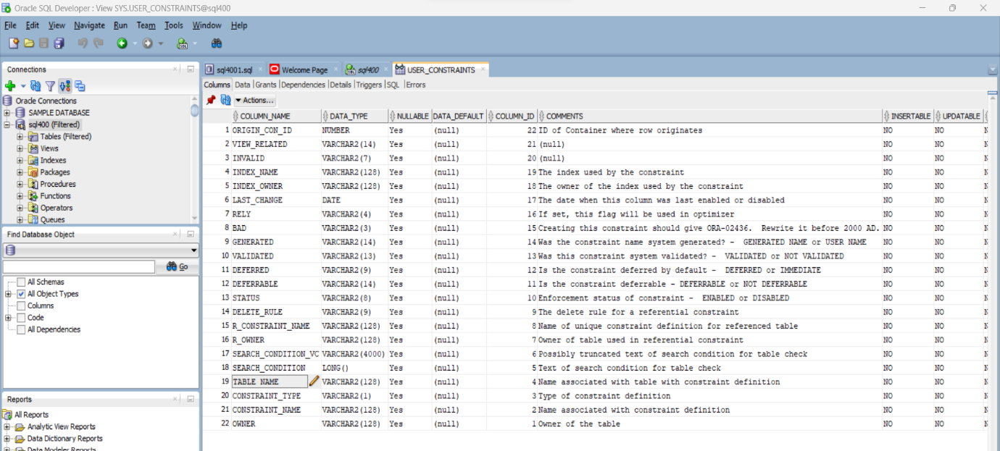 Oracle SQL Developer : View SYS.USER_CONSTRAINTS@sql400
File Edit View Navigate Run Team Tools Window Help
Connections
Oracle Connections
SAMPLE DATABASE
sql400 (Filtered)
Tables (Filtered)
Views
Indexes
Packages
Procedures
Functions
Operators
Queues
Find Database Object
Go
All Schemas
All Object Types
Columns
Code
All Dependencies
Reports
All Reports
Analytic View Reports
Data Dictionary Reports
Data Modeler Reports
sql4001.sql Welcome Page sql400 USER_CONSTRAINTS
Columns Data Grants Dependencies Details Triggers SQL Errors
Actions...
COLUMN_NAME DATA_TYPE NULLABLE DATA_DEFAULT COLUMN_ID COMMENTS INSERTABLE UPDATABLE
1 ORIGIN_CON_ID NUMBER Yes (null) 22 ID of Container where row originates NO NO N
2 VIEW_RELATED VARCHAR2(14) Yes (null) 21 (null) NO NO N
3 INVALID VARCHAR2(7) Yes (null) 20 (null) NO NO N
4 INDEX_NAME VARCHAR2(128) Yes (null) 19 The index used by the constraint NO NO N
5 INDEX_OWNER VARCHAR2(128) Yes (null) 18 The owner of the index used by the constraint NO NO N
6 LAST_CHANGE DATE Yes (null) 17 The date when this column was last enabled or disabled NO NO N
7 RELY VARCHAR2(4) Yes (null) 16 If set, this flag will be used in optimizer NO NO N
8 BAD VARCHAR2(3) Yes (null) 15 Creating this constraint should give ORA-02436. Rewrite it before 2000 AD. NO NO N
9 GENERATED VARCHAR2(14) Yes (null) 14 Was the constraint name system generated? - GENERATED NAME or USER NAME NO NO N
10 VALIDATED VARCHAR2(13) Yes (null) 13 Was this constraint system validated? - VALIDATED or NOT VALIDATED NO NO N
11 DEFERRED VARCHAR2(9) Yes (null) 12 Is the constraint deferred by default - DEFERRED or IMMEDIATE NO NO N
12 DEFERRABLE VARCHAR2(14) Yes (null) 11 Is the constraint deferrable - DEFERRABLE or NOT DEFERRABLE NO NO N
13 STATUS VARCHAR2(8) Yes (null) 10 Enforcement status of constraint - ENABLED or DISABLED NO NO N
14 DELETE_RULE VARCHAR2(9) Yes (null) 9 The delete rule for a referential constraint NO NO N
15 R_CONSTRAINT_NAME VARCHAR2(128) Yes (null) 8 Name of unique constraint definition for referenced table NO NO N
16 R_OWNER VARCHAR2(128) Yes (null) 7 Owner of table used in referential constraint NO NO N
17 SEARCH_CONDITION_VC VARCHAR2(4000) Yes (null) 6 Possibly truncated text of search condition for table check NO NO N
18 SEARCH_CONDITION LONG() Yes (null) 5 Text of search condition for table check NO NO N
19 TABLE_NAME VARCHAR2(128) Yes (null) 4 Name associated with table with constraint definition NO NO N
20 CONSTRAINT_TYPE VARCHAR2(1) Yes (null) 3 Type of constraint definition NO NO N
21 CONSTRAINT_NAME VARCHAR2(128) Yes (null) 2 Name associated with constraint definition NO NO N
22 OWNER VARCHAR2(128) Yes (null) 1 Owner of the table NO NO N